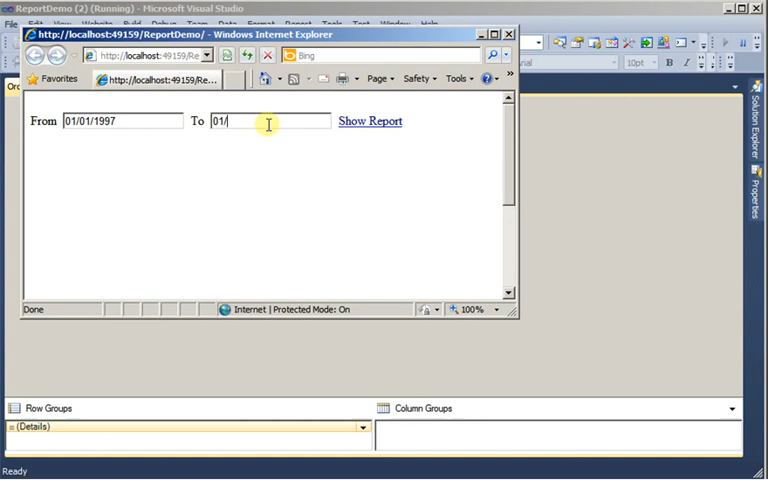 ReportDemo (2) (Running) - Microsoft Visual Studio
http://localhost:49159/ReportDemo/ - Windows Internet Explorer
http://localhost:49159/Re
Bing
Favorites
http://localhost:49159/Re...
Page
Safety
Tools
10pt
B I
From 01/01/1997 To 01/ Show Report
Solution Explorer
Properties
Done
Internet | Protected Mode: On
100%
Row Groups
Column Groups
(Details)
Ready